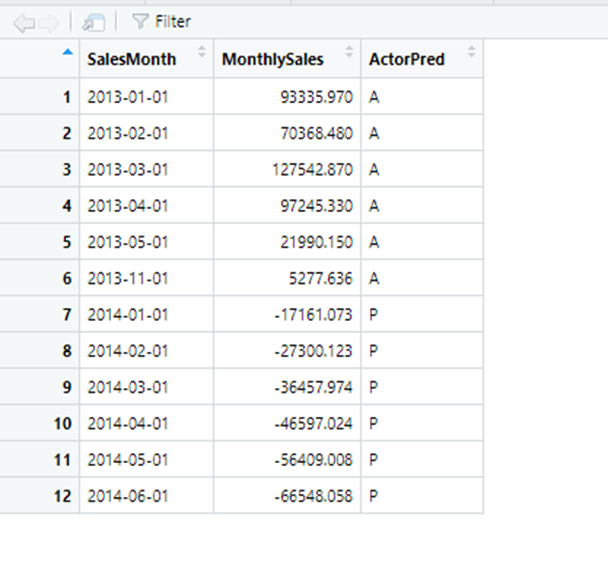 Filter
SalesMonth MonthlySales ActorPred
1 2013-01-01 93335.970 A
2 2013-02-01 70368.480 A
3 2013-03-01 127542.870 A
4 2013-04-01 97245.330 A
5 2013-05-01 21990.150 A
6 2013-11-01 5277.636 A
7 2014-01-01 -17161.073 P
8 2014-02-01 -27300.123 P
9 2014-03-01 -36457.974 P
10 2014-04-01 -46597.024 P
11 2014-05-01 -56409.008 P
12 2014-06-01 -66548.058 P